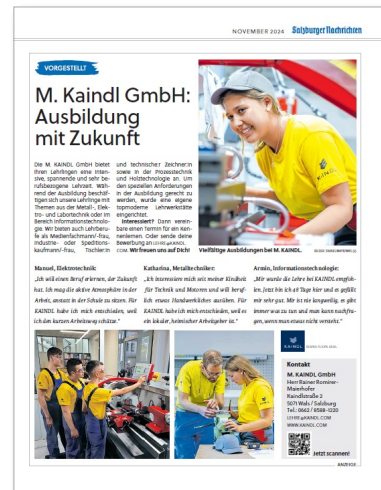 NOVEMBER 2024 Salzburger Nachrichten
VORGESTELLT
M. Kaindl GmbH:
Ausbildung
mit Zukunft
Die M. KAINDL GmbH bietet
ihren Lehrlingen eine inten-
sive, spannende und sehr be-
rufsbezogene Lehrzeit. Wäh-
rend der Ausbildung beschäf-
tigen sich unsere Lehrlinge mit
Themen aus der Metall-, Elek-
tro- und Labortechnik oder im
Bereich Informationstechnolo-
gie. Wir bieten auch Lehrberu-
fe als Medienfachmann/-frau,
Industrie- oder Speditions-
kaufmann/-frau, Tischler:in
und technischer Zeichner:in
sowie in der Prozesstechnik
und Holztechnologie an. Um
den speziellen Anforderungen
in der Ausbildung gerecht zu
werden, wurde eine eigene
topmoderne Lehrwerkstätte
eingerichtet.
Interessiert? Dann verein-
bare einen Termin für ein Ken-
nenlernen. Oder sende deine
Bewerbung an LEHRE@KAINDL.
COM. Wir freuen uns auf Dich!
KAINDL
Vielfältige Ausbildungen bei M. KAINDL.
Manuel, Elektrotechnik:
„Ich will einen Beruf erlernen, der Zukunft
hat. Ich mag die aktive Atmosphäre in der
Arbeit, anstatt in der Schule zu sitzen. Für
KAINDL habe ich mich entschieden, weil
ich den kurzen Arbeitsweg schätze."
Katharina, Metalltechniker:
„Ich interessiere mich seit meiner Kindheit
für Technik und Motoren und will beruf-
lich etwas Handwerkliches ausüben. Für
KAINDL habe ich mich entschieden, weil es
ein lokaler, heimischer Arbeitgeber ist."
Armin, Informationstechnologie:
„Mir wurde die Lehre bei KAINDL empfoh-
len. Jetzt bin ich 48 Tage hier und es gefällt
mir sehr gut. Mir ist nie langweilig, es gibt
immer was zu tun und man kann nachfra-
gen, wenn man etwas nicht versteht."
KAINDL
Kontakt
M. KAINDL GmbH
Herr Rainer Romirer-
Maierhofer
Kaindlstraße 2
5071 Wals / Salzburg
Tel.: 0662 / 8588-1220
LEHRE@KAINDL.COM
WWW.KAINDL.COM
Jetzt scannen!
ANZEIGE